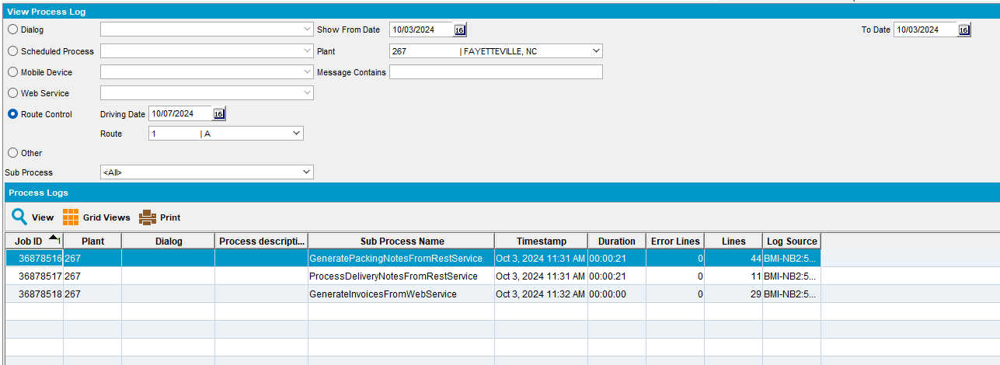 View Process Log
Dialog Show From Date 10/03/2024 16 To Date 10/03/2024 16
Scheduled Process Plant 267 | FAYETTEVILLE, NC
Mobile Device Message Contains
Web Service
Route Control Driving Date 10/07/2024 16
Route 1 | A
Other
Sub Process <All>
Process Logs
View Grid Views Print
Job ID 1 Plant Dialog Process descripti... Sub Process Name Timestamp Duration Error Lines Lines Log Source
36878516 267 GeneratePackingNotesFromRestService Oct 3, 2024 11:31 AM 00:00:21 0 44 BMI-NB2:5...
36878517 267 ProcessDeliveryNotesFromRestService Oct 3, 2024 11:31 AM 00:00:21 0 11 BMI-NB2:5...
36878518 267 GenerateInvoicesFromWebService Oct 3, 2024 11:32 AM 00:00:00 0 29 BMI-NB2:5...